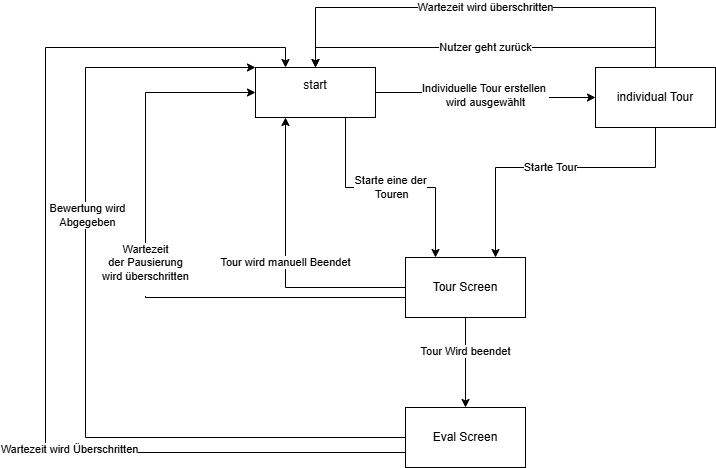 Wartezeit wird überschritten
Nutzer geht zurück
start
Individuelle Tour erstellen
wird ausgewählt
individual Tour
Starte Tour
Starte eine der
Touren
Bewertung wird
Abgegeben
Wartezeit
der Pausierung
wird überschritten
Tour wird manuell Beendet
Tour Screen
Tour Wird beendet
Eval Screen
Wartezeit wird Überschritten